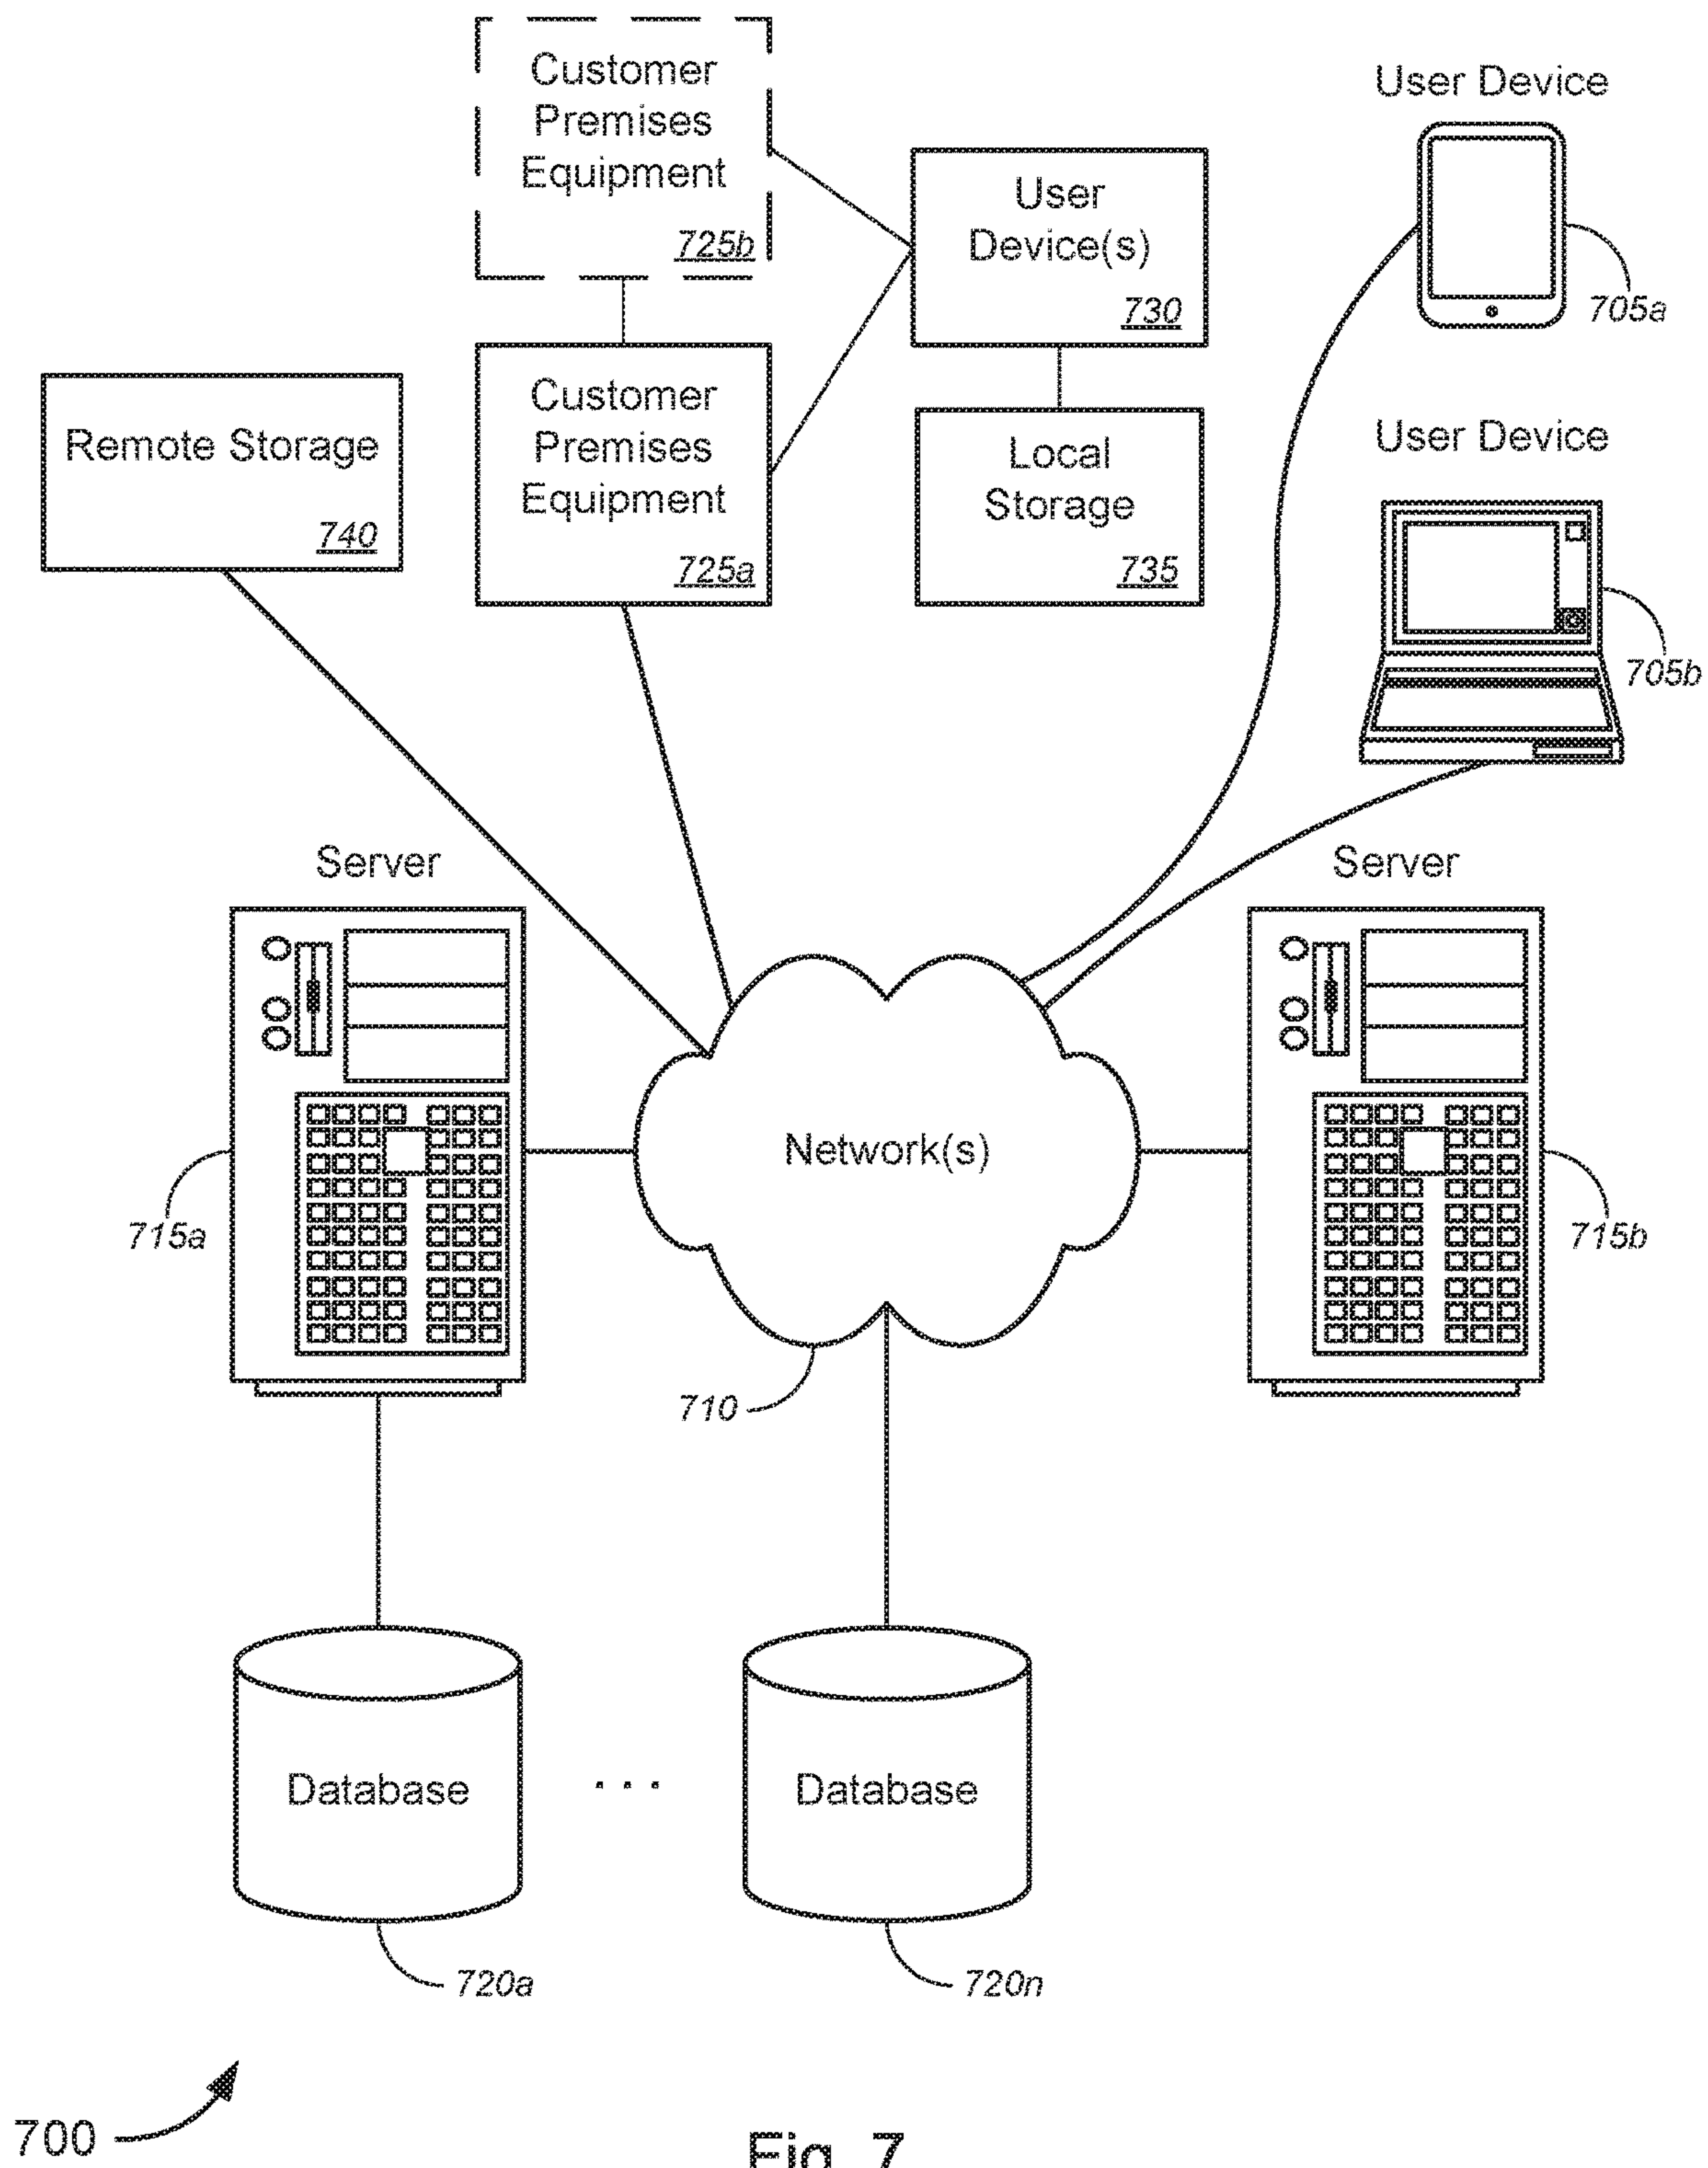 Customer
Premises
Equipment
725b
User
Device(s)
730
User Device
705a
Remote Storage
740
Customer
Premises
Equipment
725a
Local
Storage
735
User Device
705b
Server
715a
Network(s)
710
Server
715b
Database
720a
. . .
Database
720n
700
Fig. 7